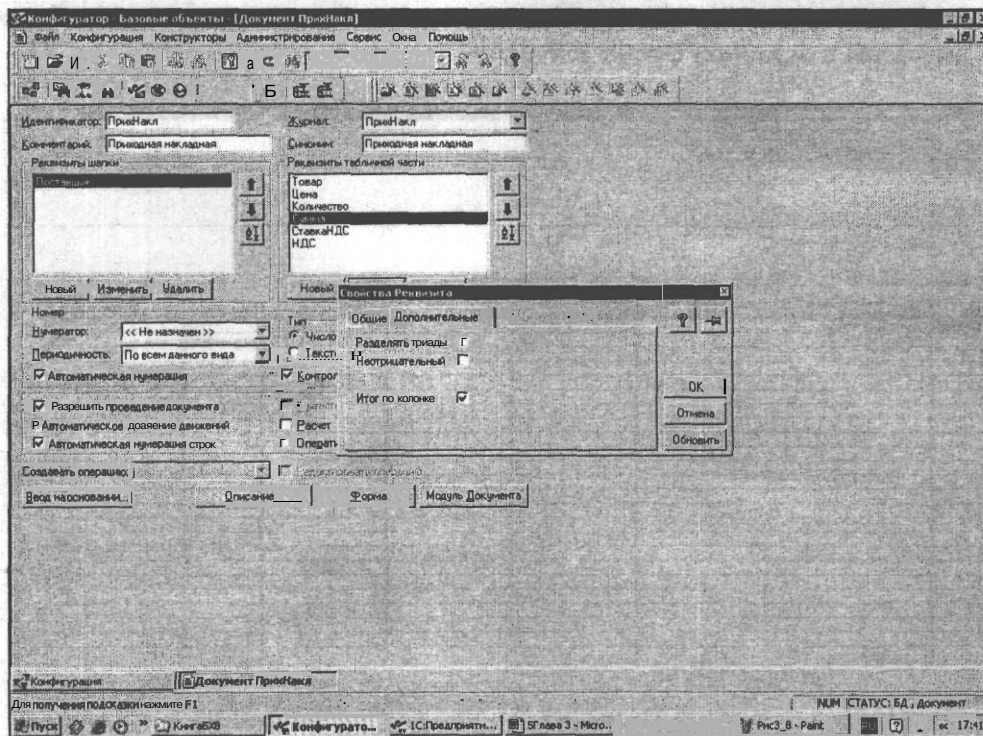 Конфигуратор - Базовые объекты - [Документ ПрихНакл]
Файл Конфигурация Конструкторы Администрирование Сервис Окна Помощь
Идентификатор: ПрихНакл Журнал: ПрихНакл
Комментарий: Приходная накладная Синоним: Приходная накладная
Реквизиты шапки Реквизиты табличной части
Поставщик
Товар
Цена
Количество
Сумма
СтавкаНДС
НДС
Новый Изменить Удалить Новый
Свойства Реквизита
Общие Дополнительные
Разделять триады
Неотрицательный
Итог по колонке
OK
Отмена
Обновить
Номер
Нумератор: << Не назначен >>
Тип
Число
Периодичность: По всем данного вида
Текст
Автоматическая нумерация Контрол
Разрешить проведение документа
Р Автоматическое дояяение движений Расчет
Автоматическая нумерация строк Операти
Создавать операцию:
Ввод на основании... Описание Форма Модуль Документа
Конфигурация Документ ПрихНакл
Для получения подсказки нажмите F1 NUM СТАТУС: БД , Документ
Пуск » КнигаБХВ Конфигурато... 1С:Предприяти... 5Глава 3 - Micro.. Рис3_8 - Paint « 17:41